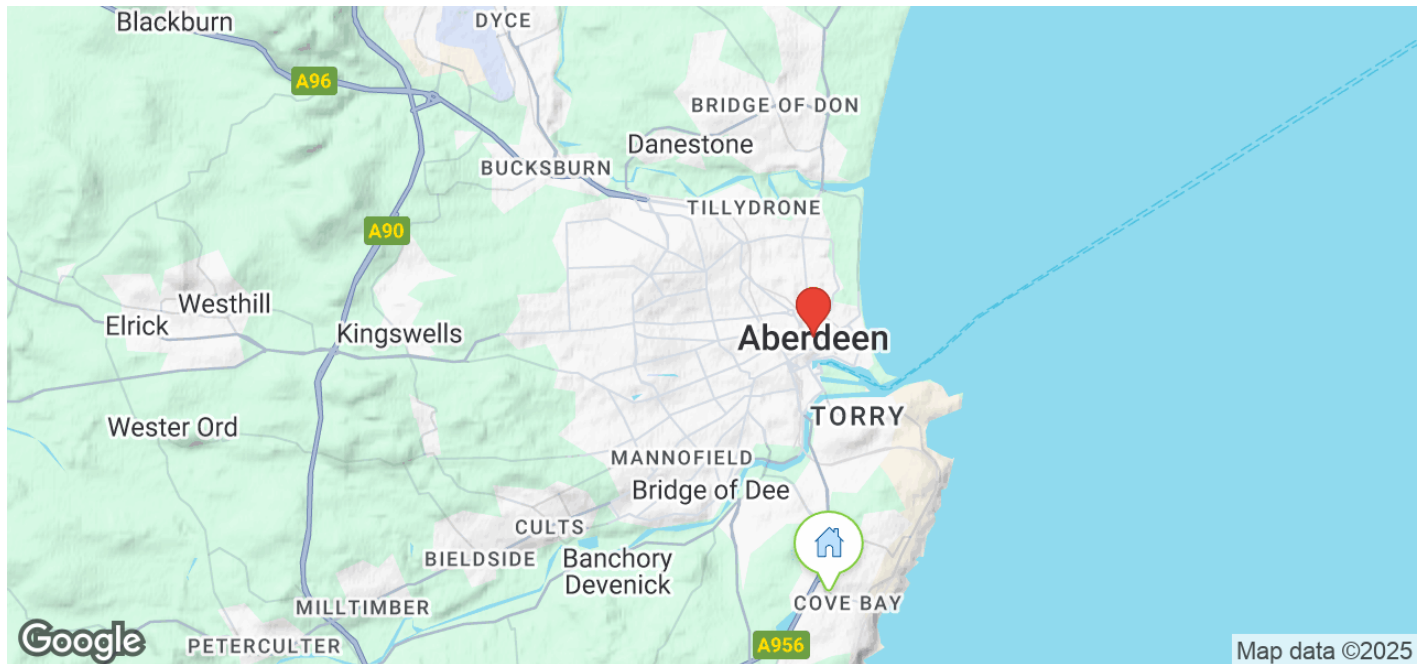 Blackburn
DYCE
A96
BRIDGE OF DON
Danestone
BUCKSBURN
TILLYDRONE
A90
Westhill
Elrick
Kingswells
Aberdeen
TORRY
Wester Ord
MANNOFIELD
Bridge of Dee
CULTS
BIELDSIDE
Banchory
Devenick
MILLTIMBER
COVE BAY
PETERCULTER
A956
Google
Map data ©2025